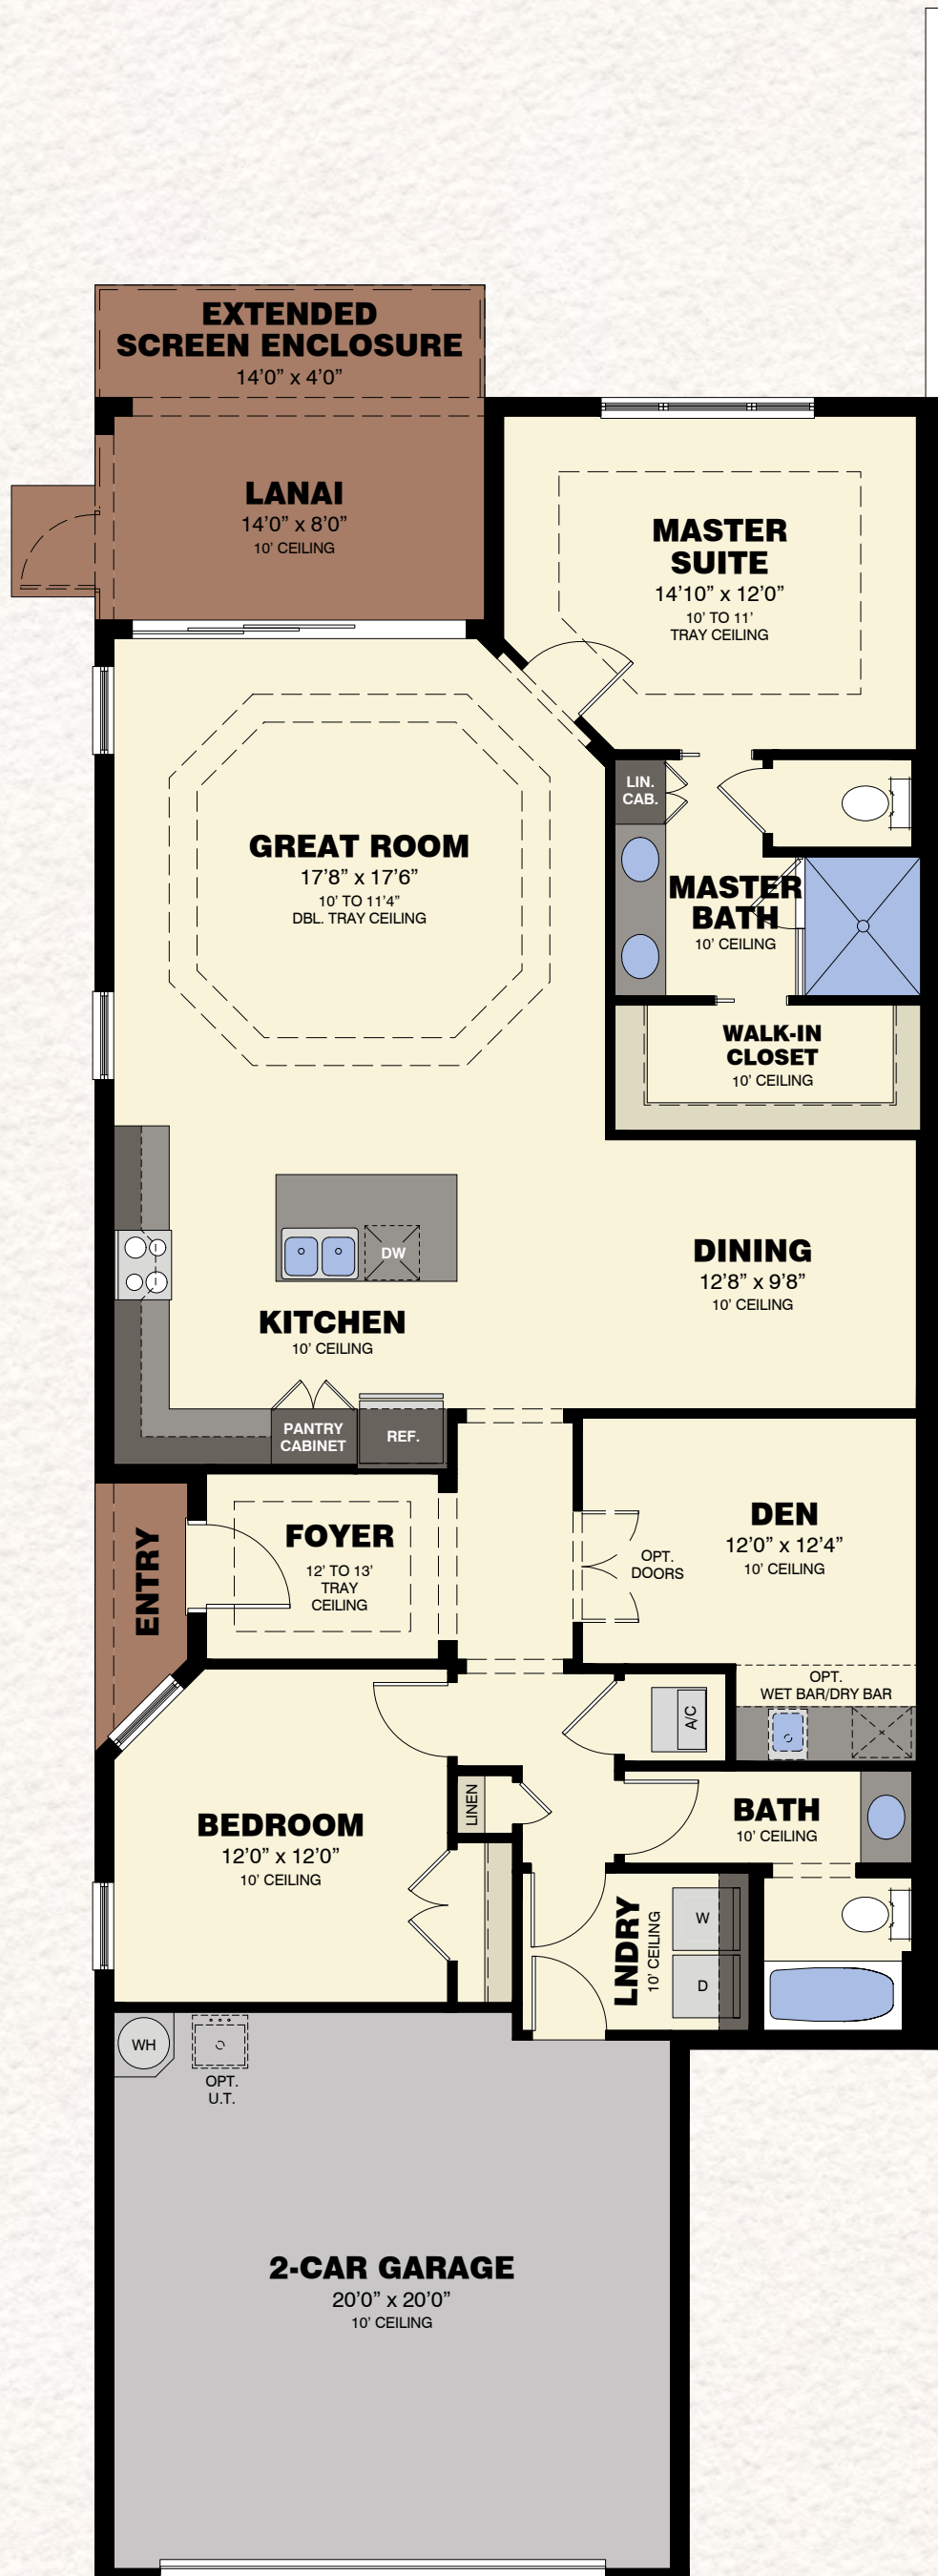 EXTENDED
SCREEN ENCLOSURE
14’0” x 4’0”
LANAI
14’0” x 8’0”
10’ CEILING
MASTER
SUITE
14’10” x 12’0”
10’ TO 11’
TRAY CEILING
GREAT ROOM
17’8” x 17’6”
10’ TO 11’4”
DBL. TRAY CEILING
LIN.
CAB.
MASTER
BATH
10’ CEILING
WALK-IN
CLOSET
10’ CEILING
DW
KITCHEN
10’ CEILING
DINING
12’8” x 9’8”
10’ CEILING
PANTRY
CABINET
REF.
ENTRY
FOYER
12’ TO 13’
TRAY
CEILING
OPT.
DOORS
DEN
12’0” x 12’4”
10’ CEILING
OPT.
WET BAR/DRY BAR
A/C
BEDROOM
12’0” x 12’0”
10’ CEILING
LINEN
BATH
10’ CEILING
LNDRY
10’ CEILING
W
D
WH
OPT.
U.T.
2-CAR GARAGE
20’0” x 20’0”
10’ CEILING